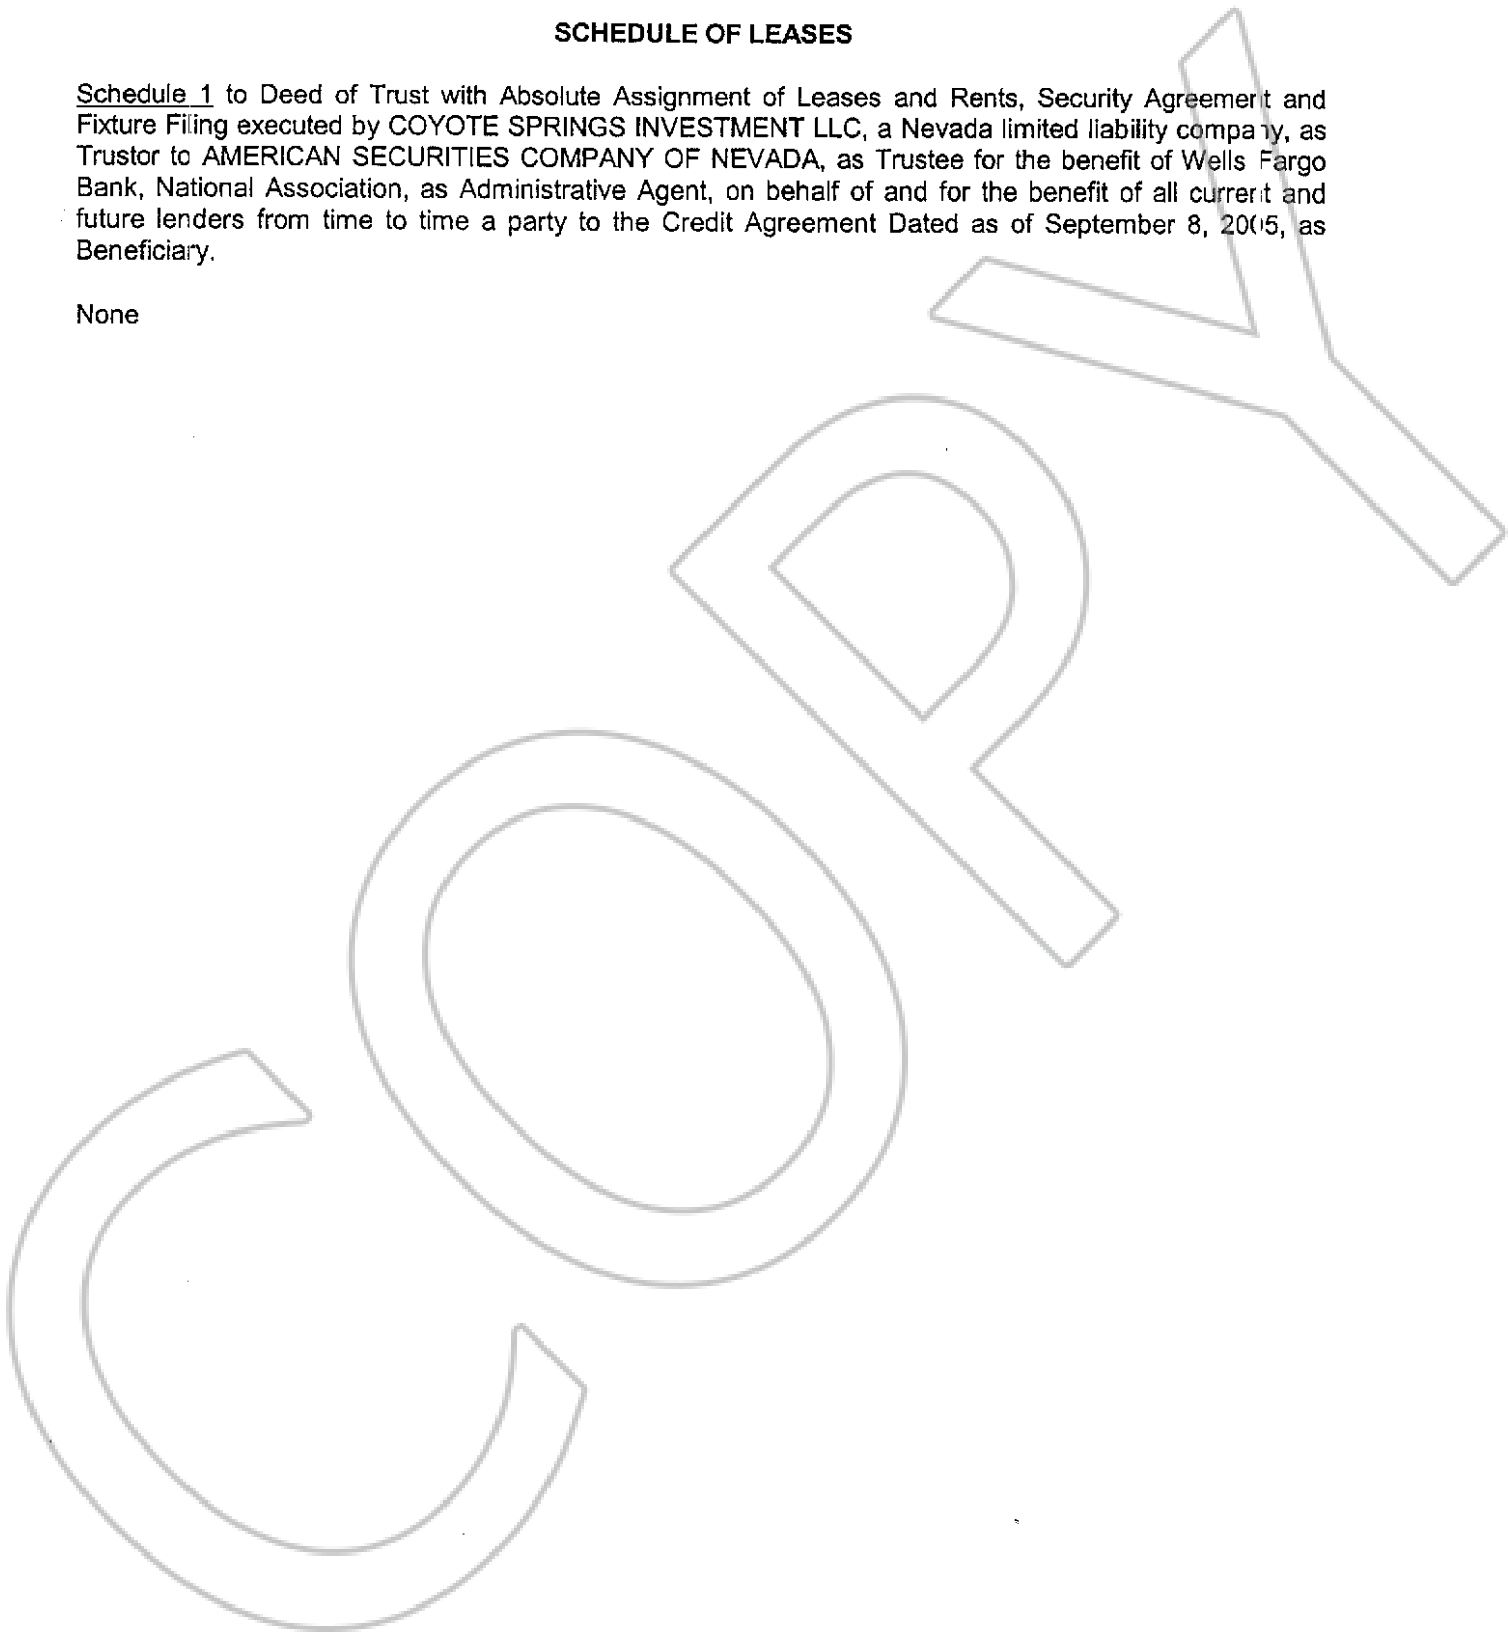 SCHEDULE OF LEASES
Schedule 1 to Deed of Trust with Absolute Assignment of Leases and Rents, Security Agreement and
Fixture Filing executed by COYOTE SPRINGS INVESTMENT LLC, a Nevada limited liability company, as
Trustor to AMERICAN SECURITIES COMPANY OF NEVADA, as Trustee for the benefit of Wells Fargo
Bank, National Association, as Administrative Agent, on behalf of and for the benefit of all current and
future lenders from time to time a party to the Credit Agreement Dated as of September 8, 2005, as
Beneficiary.
None
COPY